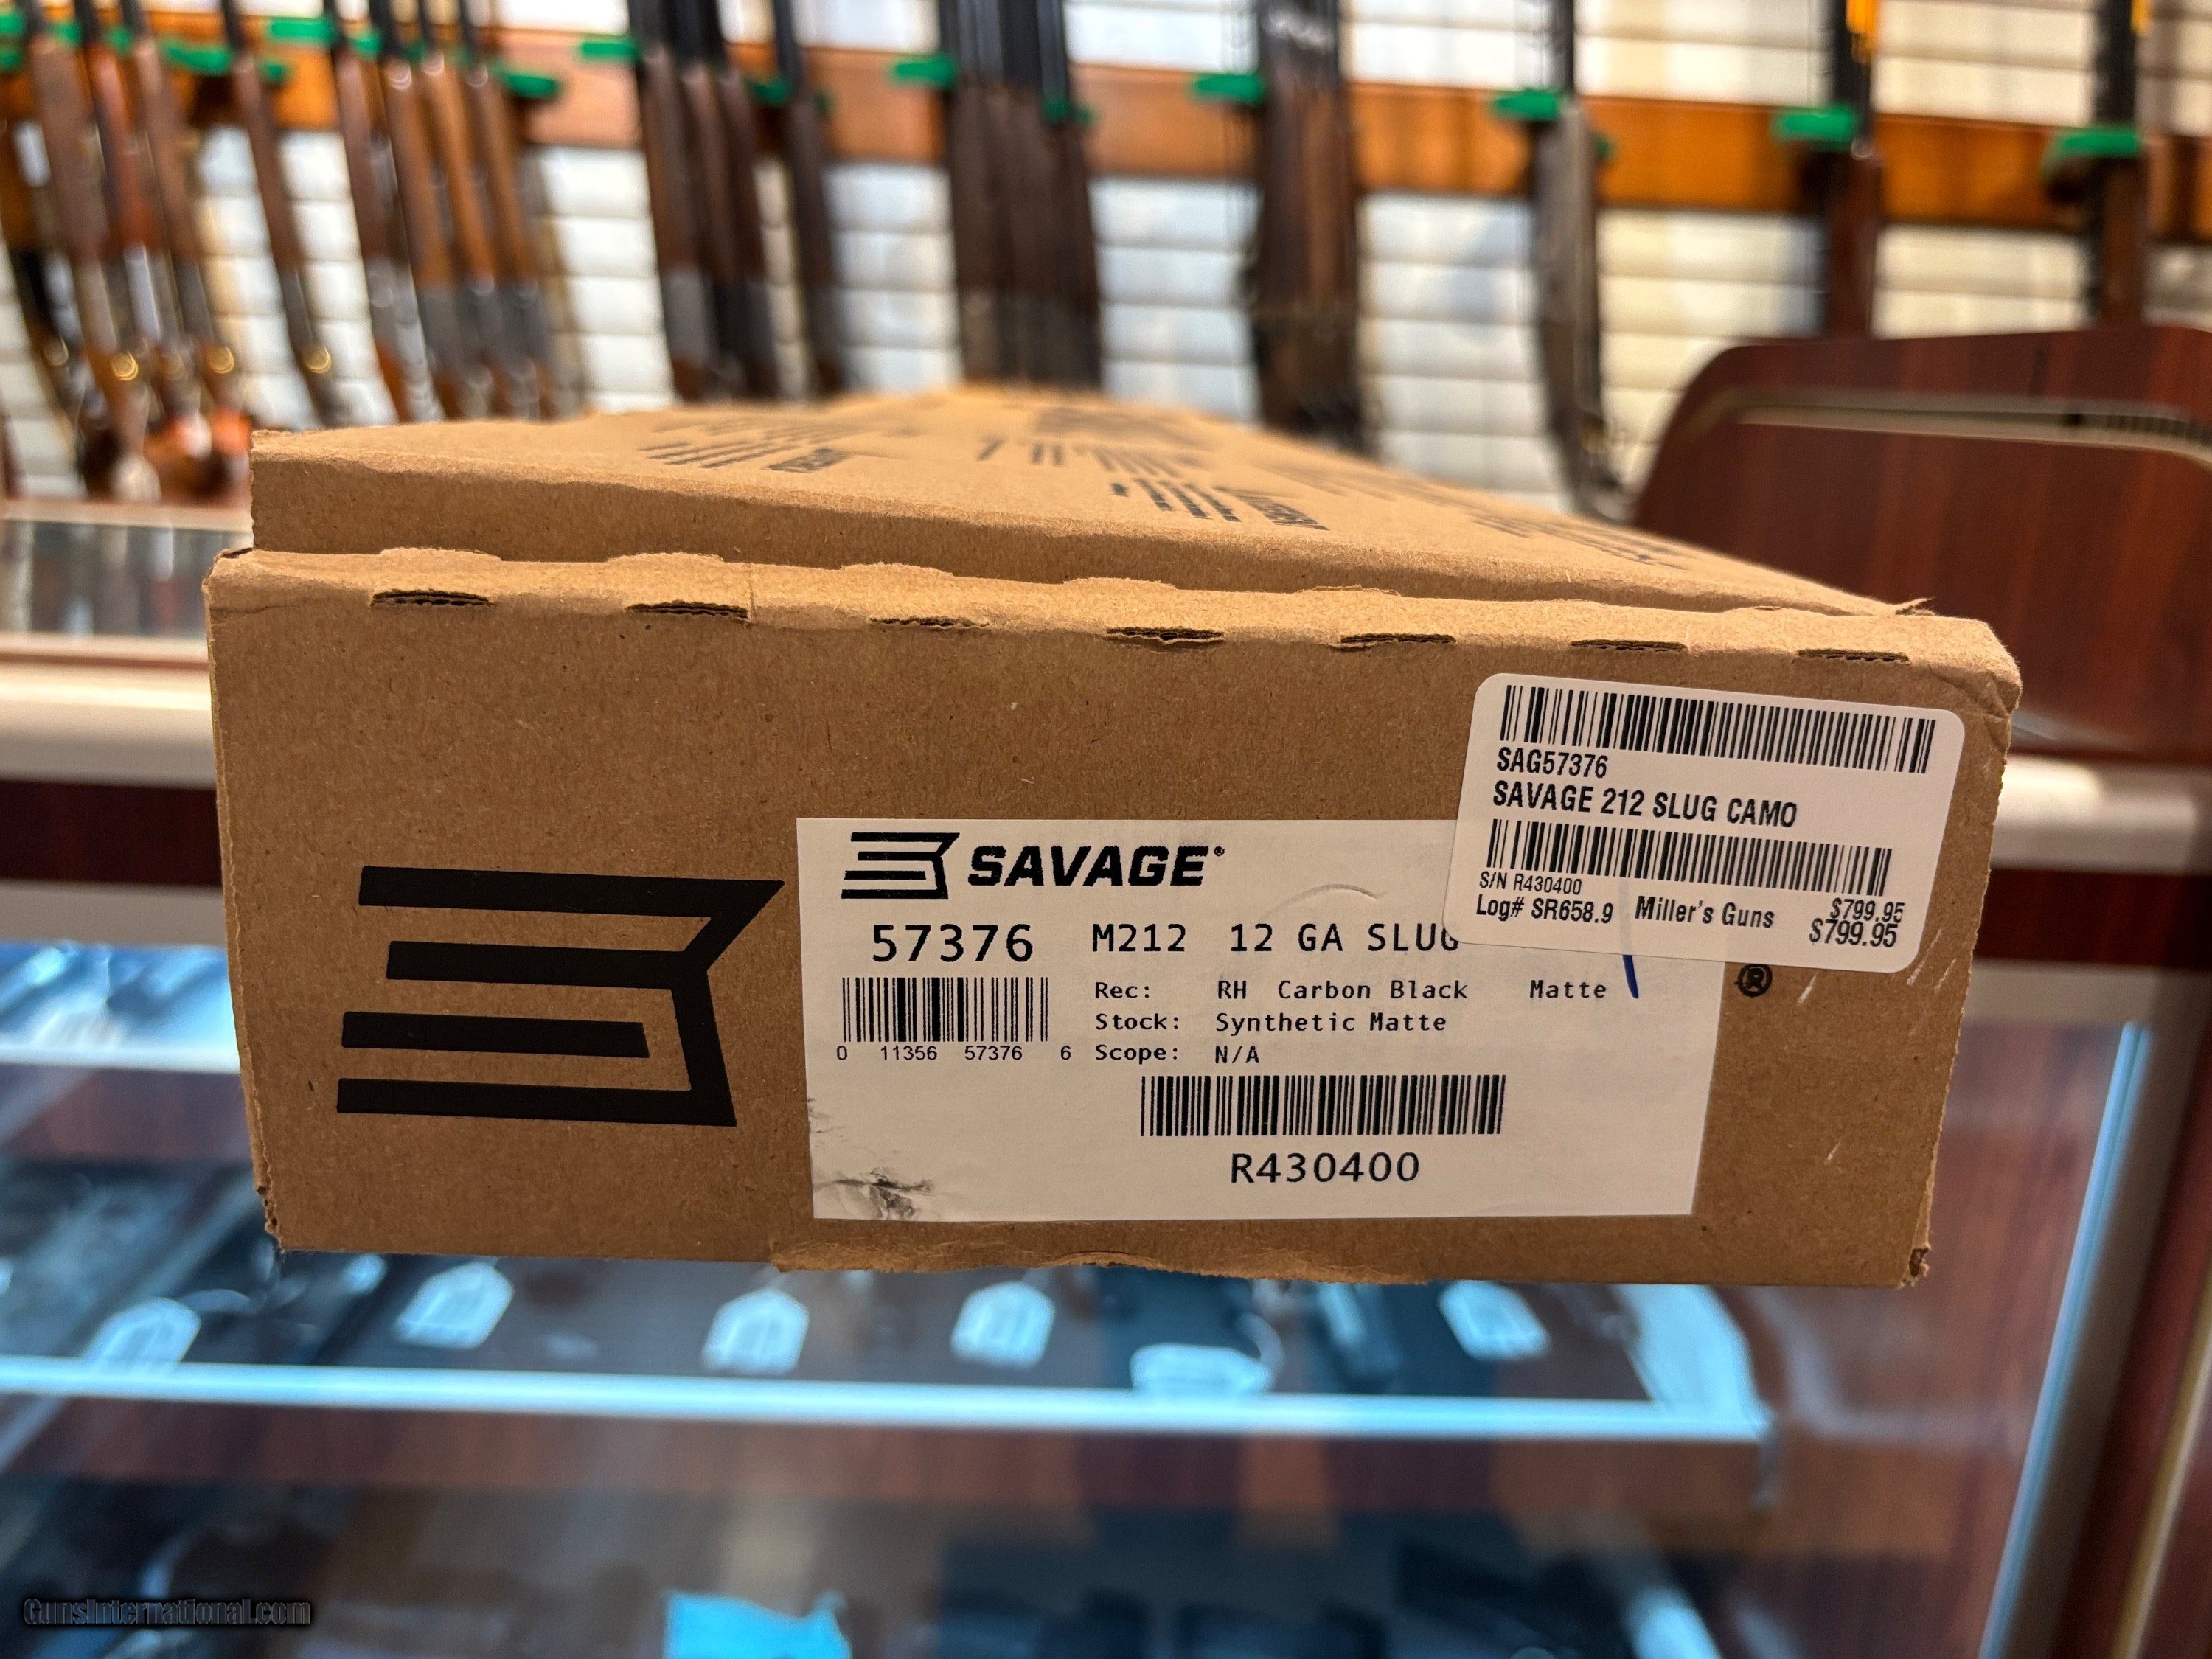 SAG57376
SAVAGE 212 SLUG CAMO
S/N R430400
$799.95
Log# SR658.9 Miller's Guns $799.95
SAVAGE®
57376 M212 12 GA SLUG
Rec: RH Carbon Black Matte
Stock: Synthetic Matte
Scope: N/A
0 11356 57376 6
R430400
®
GunsInternational.com